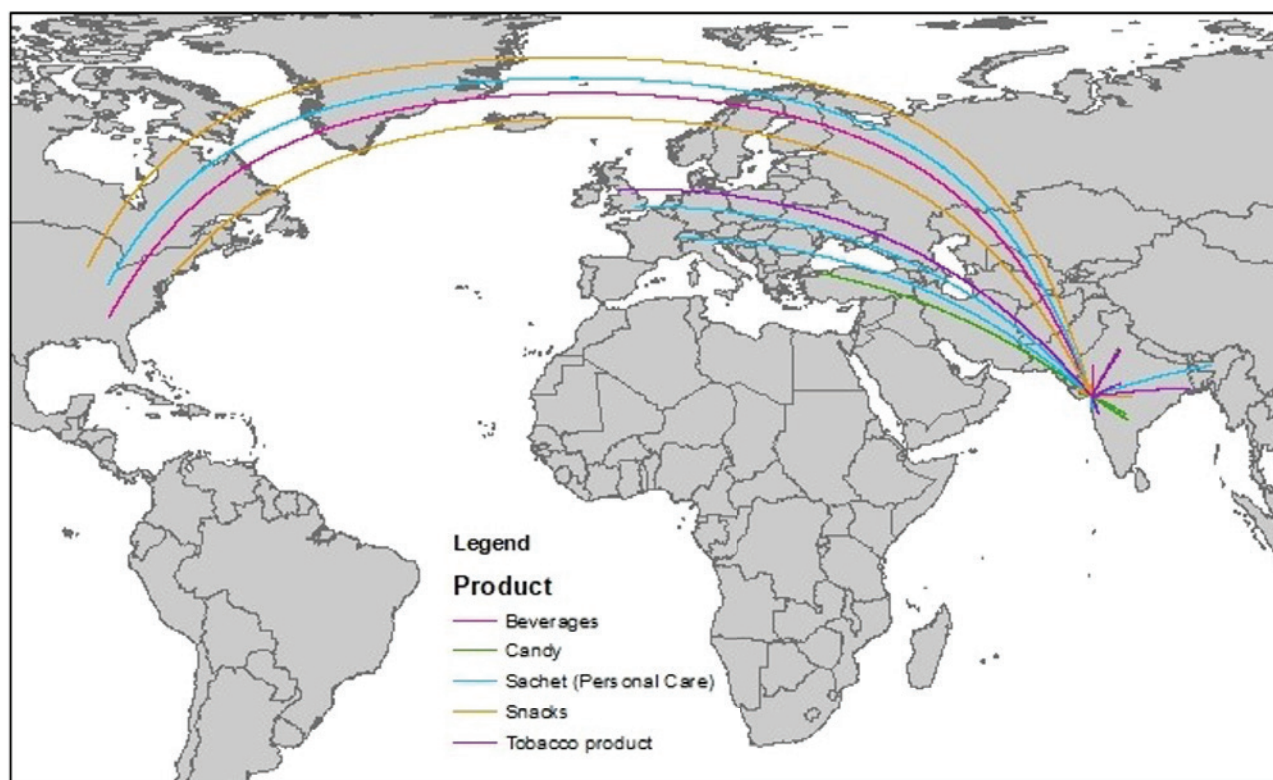 Legend
Product
Beverages
Candy
Sachet (Personal Care)
Snacks
Tobacco product